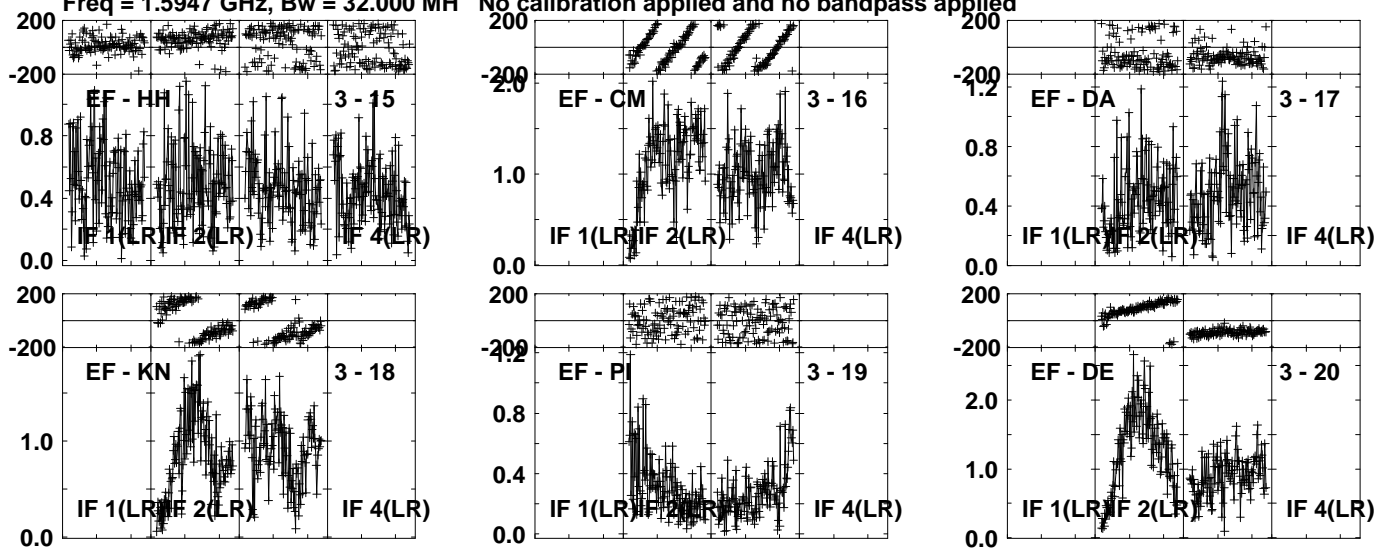 Freq = 1.5947 GHz, Bw = 32.000 MH No calibration applied and no bandpass applied
200
-200
EF - HH 3 - 15
0.8
0.4
0.0
IF 1(LR) IF 2(LR) IF 4(LR)
200
-200
2.0
EF - CM 3 - 16
1.0
0.0
IF 1(LR) IF 2(LR) IF 4(LR)
200
-200
1.2
EF - DA 3 - 17
0.8
0.4
0.0
IF 1(LR) IF 2(LR) IF 4(LR)
200
-200
EF - KN 3 - 18
1.0
0.0
IF 1(LR) IF 2(LR) IF 4(LR)
200
-200
1.2
EF - PI 3 - 19
0.8
0.4
0.0
IF 1(LR) IF 2(LR) IF 4(LR)
200
-200
EF - DE 3 - 20
2.0
1.0
0.0
IF 1(LR) IF 2(LR) IF 4(LR)